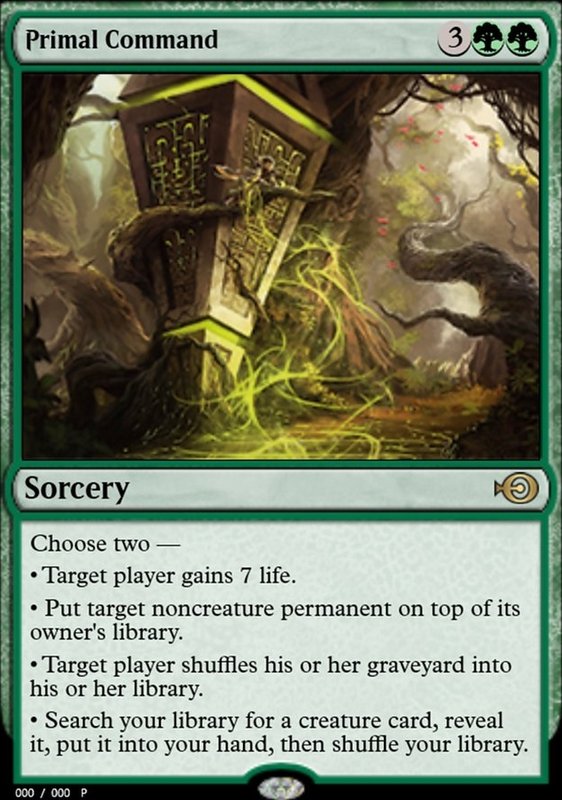 Primal Command 3
Sorcery
Choose two —
• Target player gains 7 life.
• Put target noncreature permanent on top of its
owner's library.
• Target player shuffles his or her graveyard into
his or her library.
• Search your library for a creature card, reveal
it, put it into your hand, then shuffle your library.
000 / 000 P